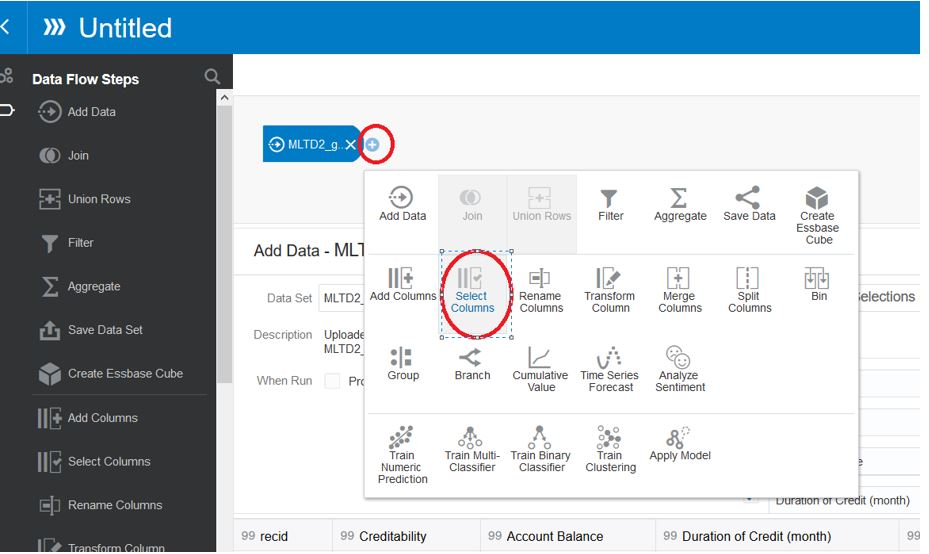 Untitled
Data Flow Steps
Add Data
Join
Union Rows
Filter
Aggregate
Save Data Set
Create Essbase Cube
Add Columns
Select Columns
Rename Columns
Transform Column
MLTD2_g..
Add Data
Join
Union Rows
Filter
Aggregate
Save Data
Create
Essbase
Cube
Add Columns
Select
Columns
Rename
Columns
Transform
Column
Merge
Columns
Split
Columns
Bin
Group
Branch
Cumulative
Value
Time Series
Forecast
Analyze
Sentiment
Train
Numeric
Prediction
Train Multi-
Classifier
Train Binary
Classifier
Train
Clustering
Apply Model
Add Data - MLT
Data Set
MLTD2_
Description
Uploade
MLTD2_
When Run
Pro
elections
Duration of Credit (month)
99 recid
99 Creditability
99 Account Balance
99 Duration of Credit (month)
99